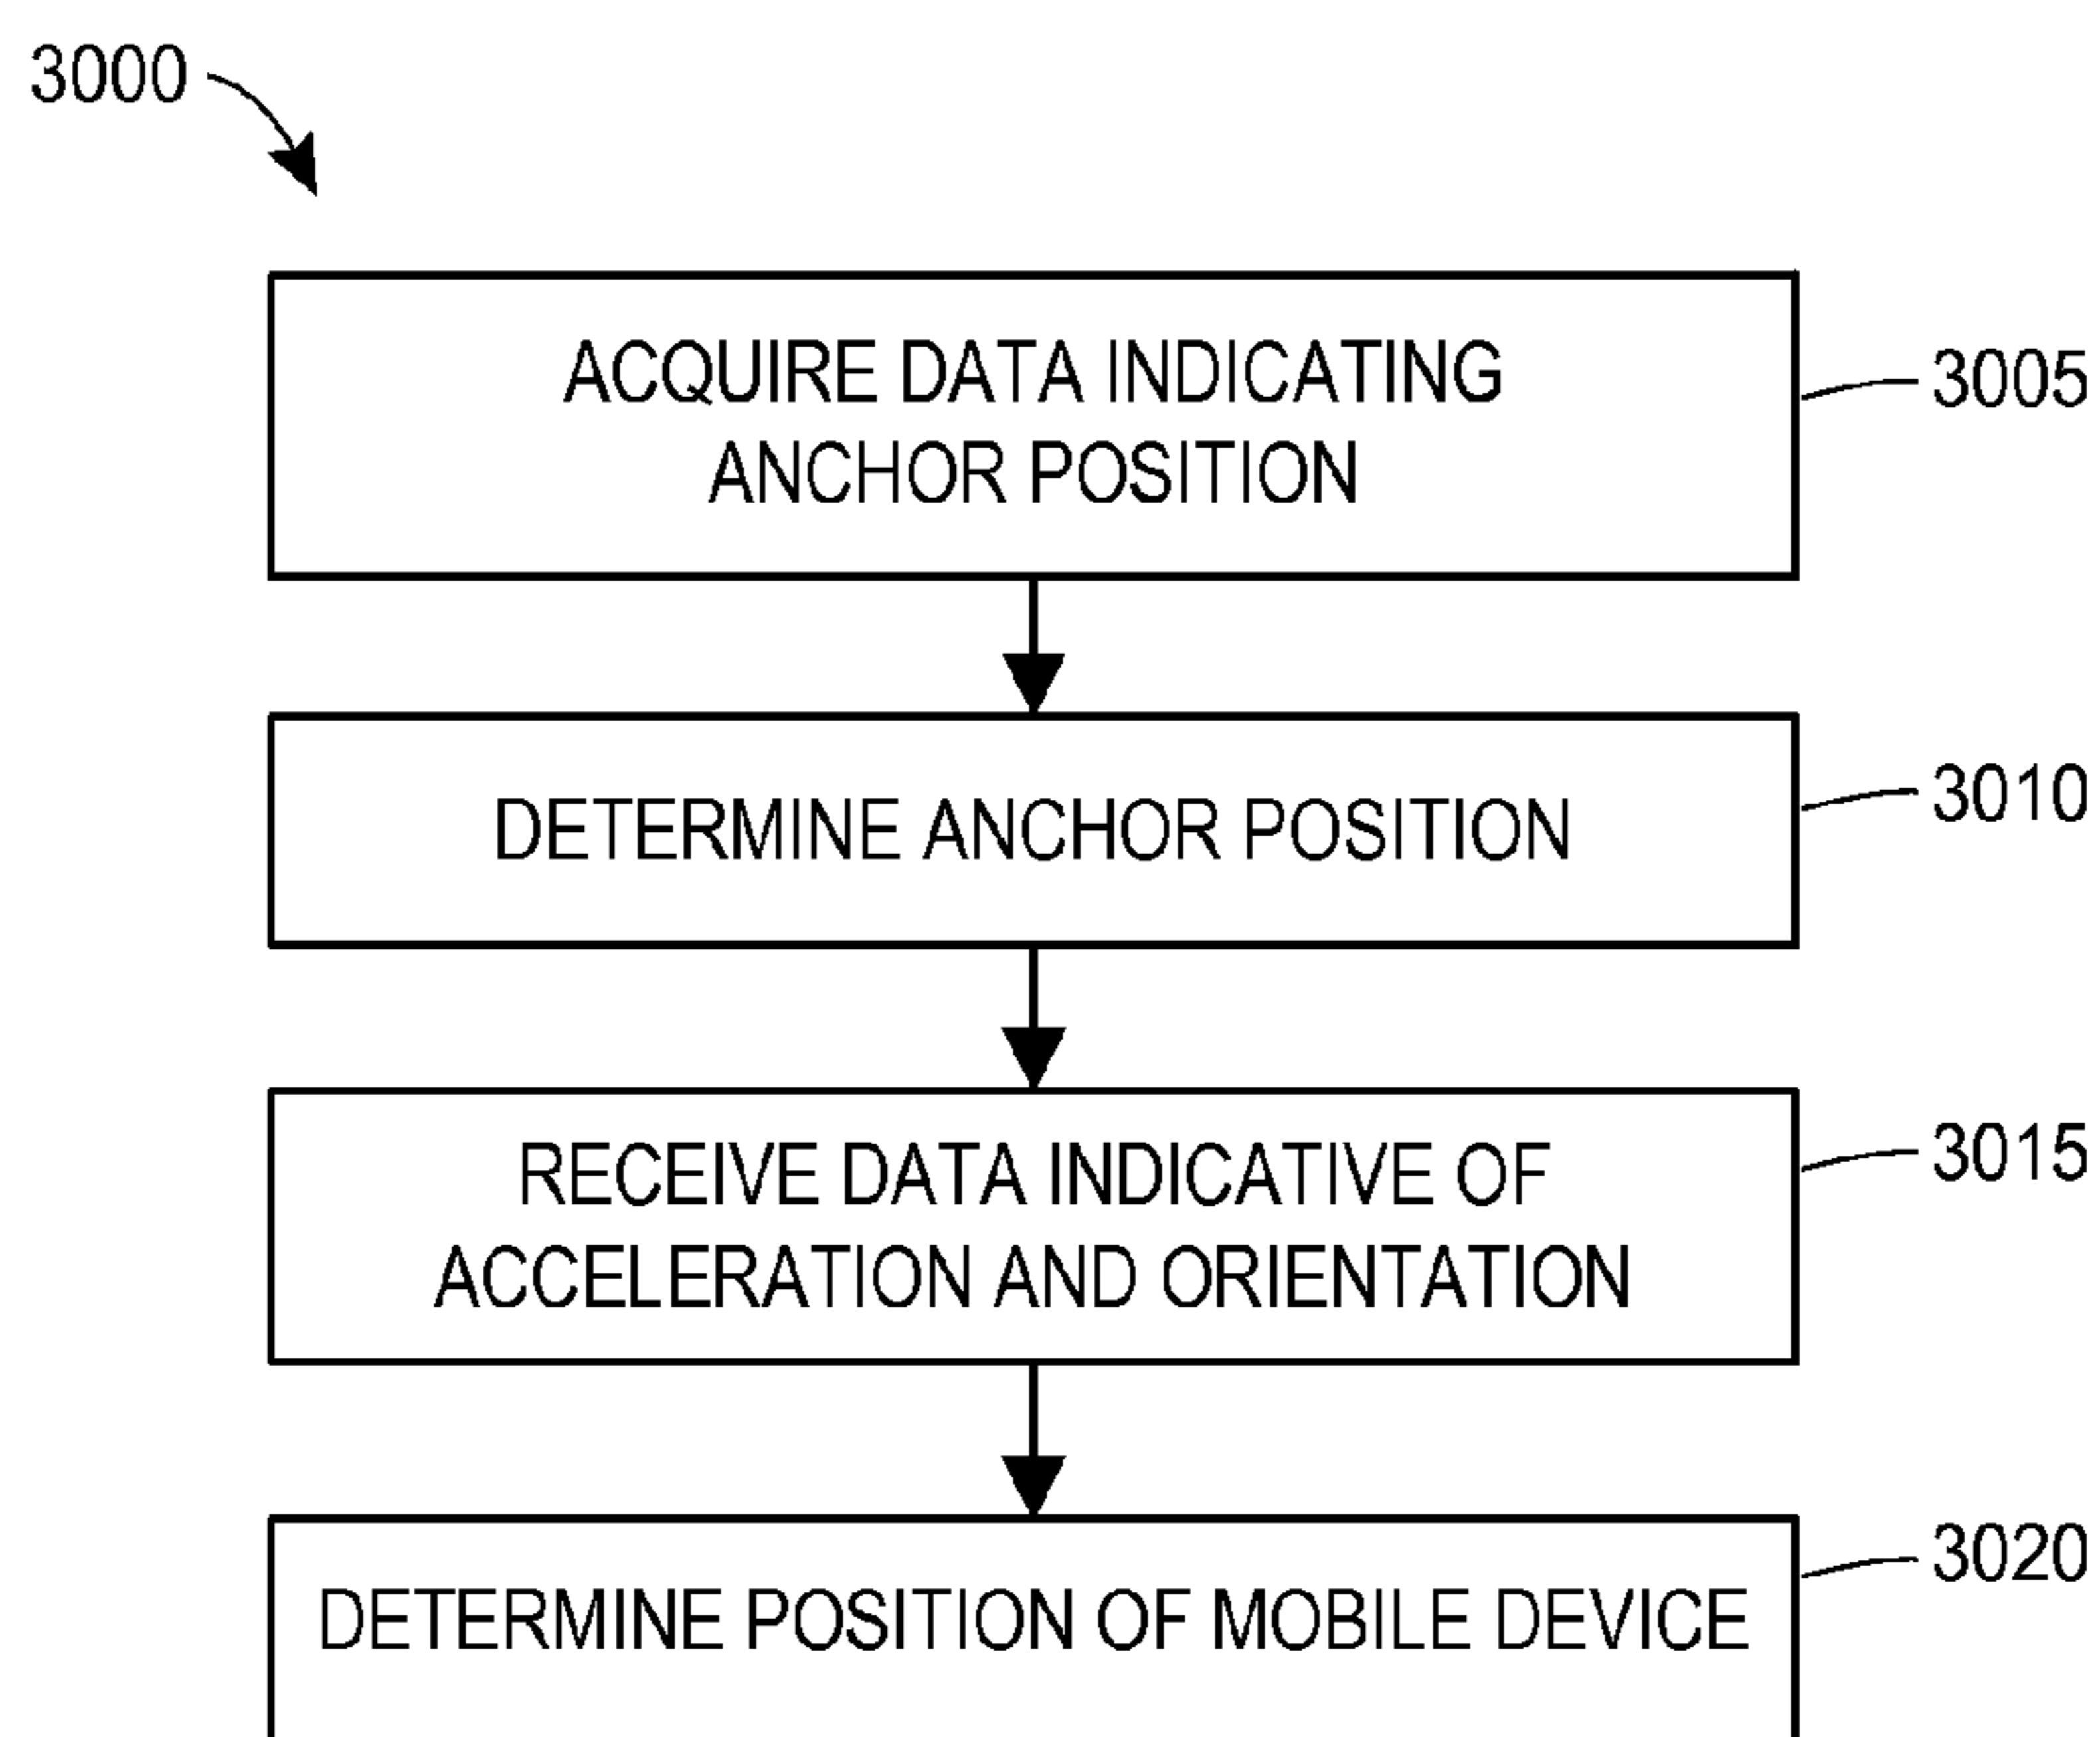 3000
ACQUIRE DATA INDICATING
ANCHOR POSITION
3005
DETERMINE ANCHOR POSITION
3010
RECEIVE DATA INDICATIVE OF
ACCELERATION AND ORIENTATION
3015
DETERMINE POSITION OF MOBILE DEVICE
3020